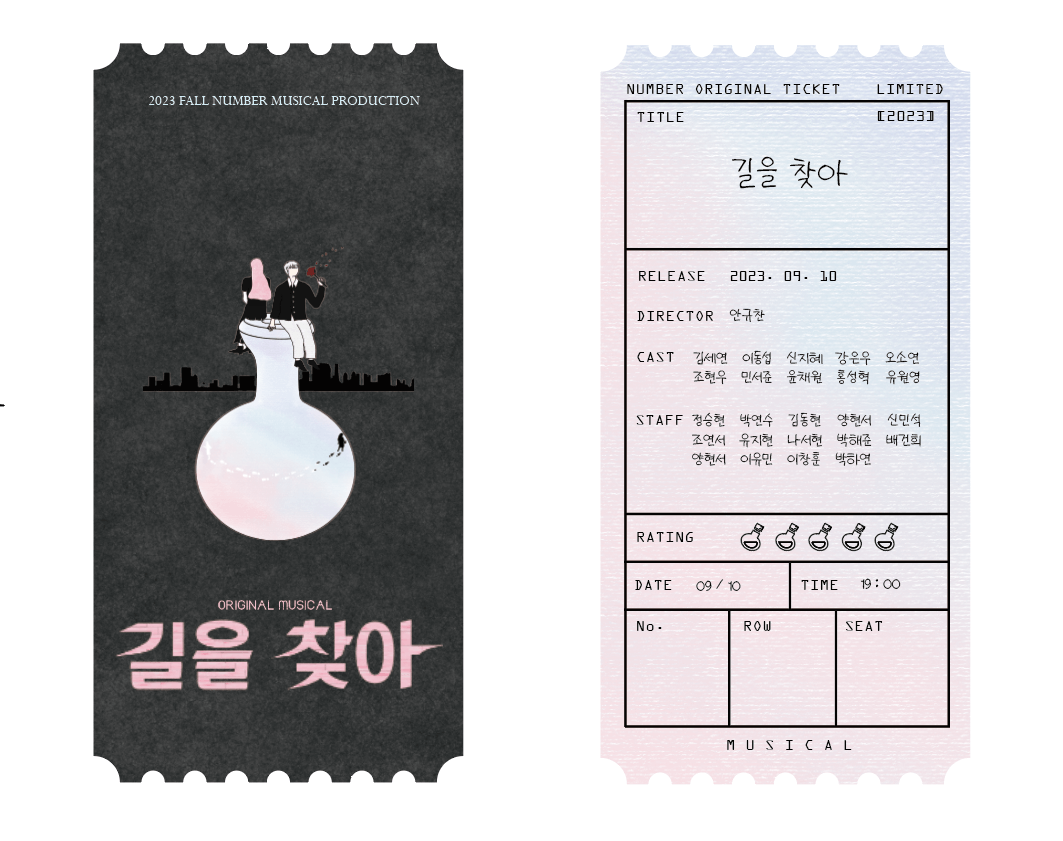 2023 FALL NUMBER MUSICAL PRODUCTION
ORIGINAL MUSICAL
길을 찾아
NUMBER ORIGINAL TICKET LIMITED
TITLE 【2023】
길을 찾아
RELEASE 2023. 09. 10
DIRECTOR 안규찬
CAST 김세연 이동섭 신지혜 강은우 오소연
조현우 민서준 윤채원 홍성혁 유원영
STAFF 정승현 박연수 김동현 양현서 신민석
조연서 유지현 나서현 박해준 배건희
양현서 이유민 이창훈 박하연
RATING
DATE 09 / 10 TIME 19:00
No. ROW SEAT
MUSICAL